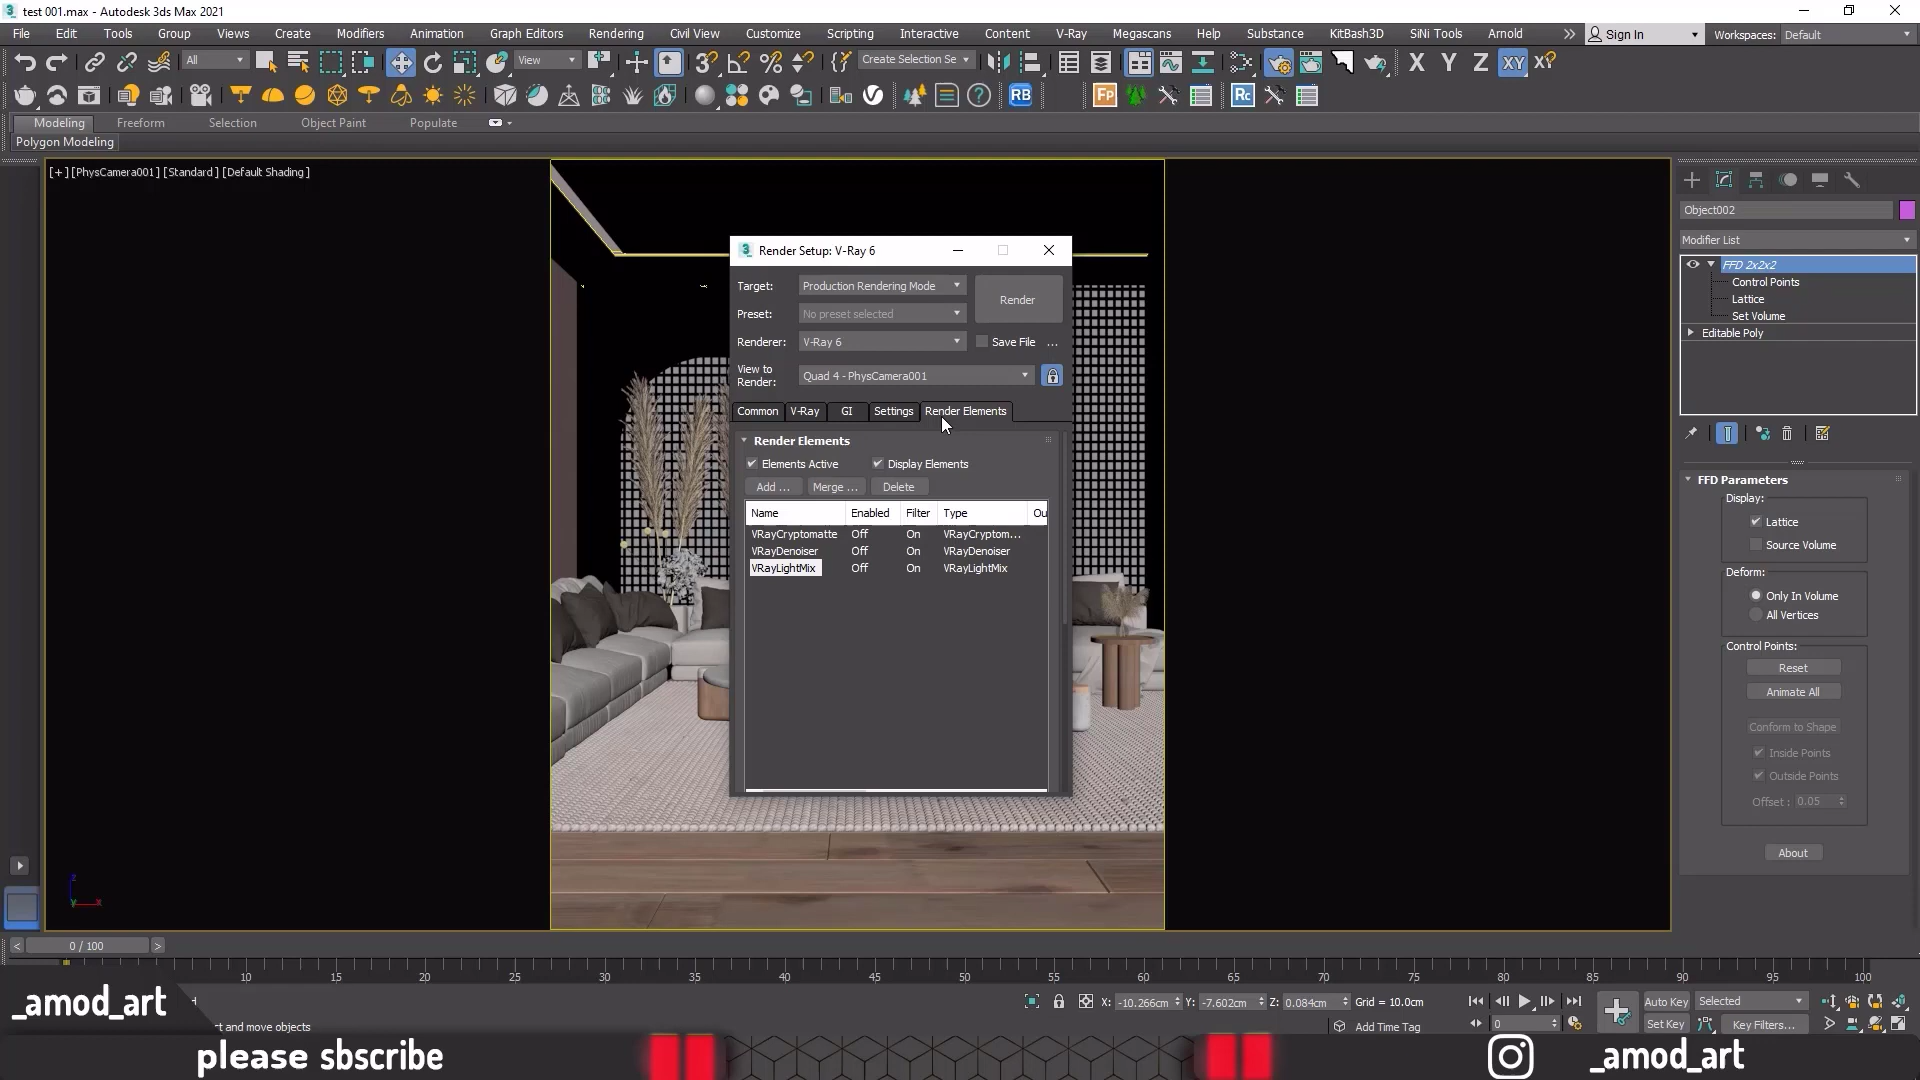 test 001.max - Autodesk 3ds Max 2021
File Edit Tools Group Views Create Modifiers Animation Graph Editors Rendering Civil View Customize Scripting Interactive Content V-Ray Megascans Help Substance KitBash3D SiNi Tools Arnold Sign In Workspaces: Default
All View Create Selection Se X Y Z XY XY
RB Fp Rc
Modeling Freeform Selection Object Paint Populate
Polygon Modeling
[+] [PhysCamera001] [Standard] [Default Shading]
Render Setup: V-Ray 6
Target: Production Rendering Mode
Render
Preset: No preset selected
Renderer: V-Ray 6 Save File ...
View to
Render: Quad 4 - PhysCamera001
Common V-Ray GI Settings Render Elements
Render Elements
Elements Active Display Elements
Add ... Merge ... Delete
Name Enabled Filter Type Ou
VRayCryptomatte Off On VRayCryptom...
VRayDenoiser Off On VRayDenoiser
VRayLightMix Off On VRayLightMix
Object002
Modifier List
FFD 2x2x2
Control Points
Lattice
Set Volume
Editable Poly
FFD Parameters
Display:
Lattice
Source Volume
Deform:
Only In Volume
All Vertices
Control Points:
Reset
Animate All
Conform to Shape
Inside Points
Outside Points
Offset : 0.05
About
z
y x
< 0 / 100 >
10 15 20 25 30 35 40 45 50 55 60 65 70 75 80 85 90 95 100
_amod_art
X: -10.266cm Y: -7.602cm Z: 0.084cm Grid = 10.0cm
Auto Key Selected
ct and move objects
Add Time Tag
0
Set Key Key Filters...
please sbscribe
_amod_art